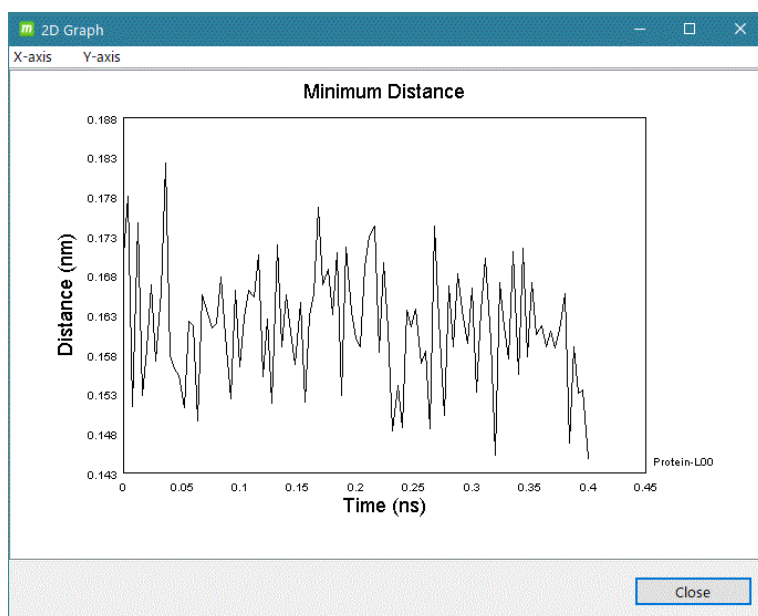 2D Graph
X-axis Y-axis
Minimum Distance
0.188
0.183
0.178
0.173
0.168
0.163
0.158
0.153
0.148
0.143
Distance (nm)
Protein-L00
0 0.05 0.1 0.15 0.2 0.25 0.3 0.35 0.4 0.45
Time (ns)
Close